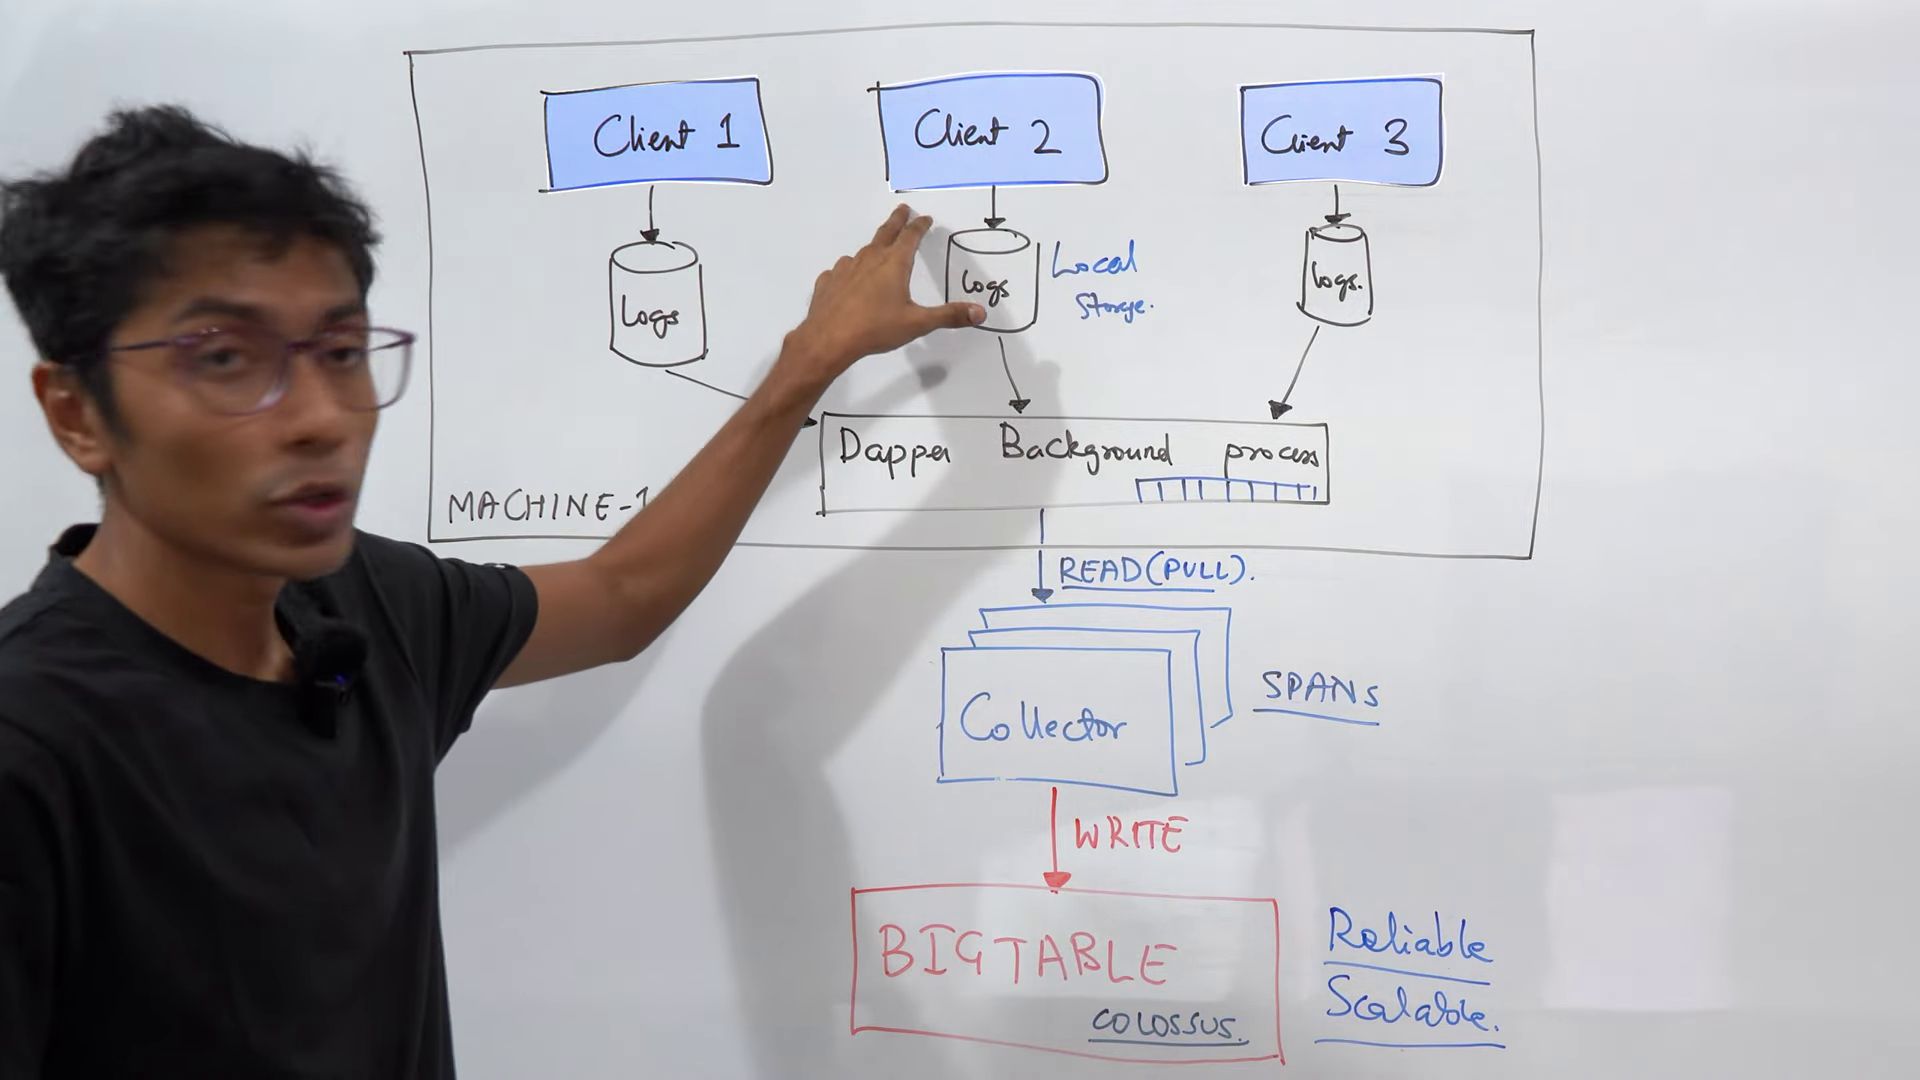 Client 1
Client 2
Client 3
Logs
Logs
Local
Storge.
Logs.
Dapper Background process
MACHINE-1
READ(PULL).
Collector
SPANS
WRITE
BIGTABLE
COLOSSUS.
Reliable
Scalable.